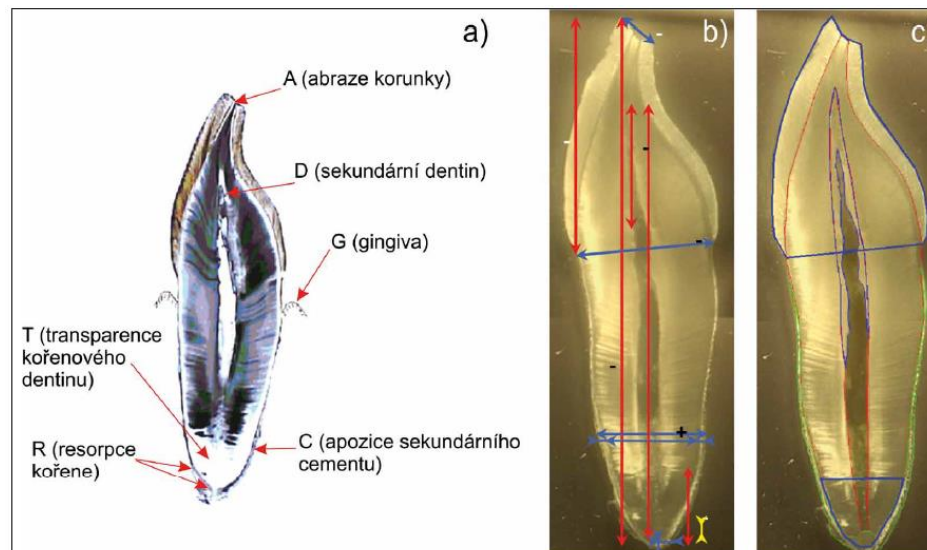 a)
A (abraze korunky)
D (sekundární dentin)
G (gingiva)
T (transparence
kořenového
dentinu)
R (resorpce
kořene)
C (apozice sekundárního
cementu)
b)
-
-
-
-
-
+
c)